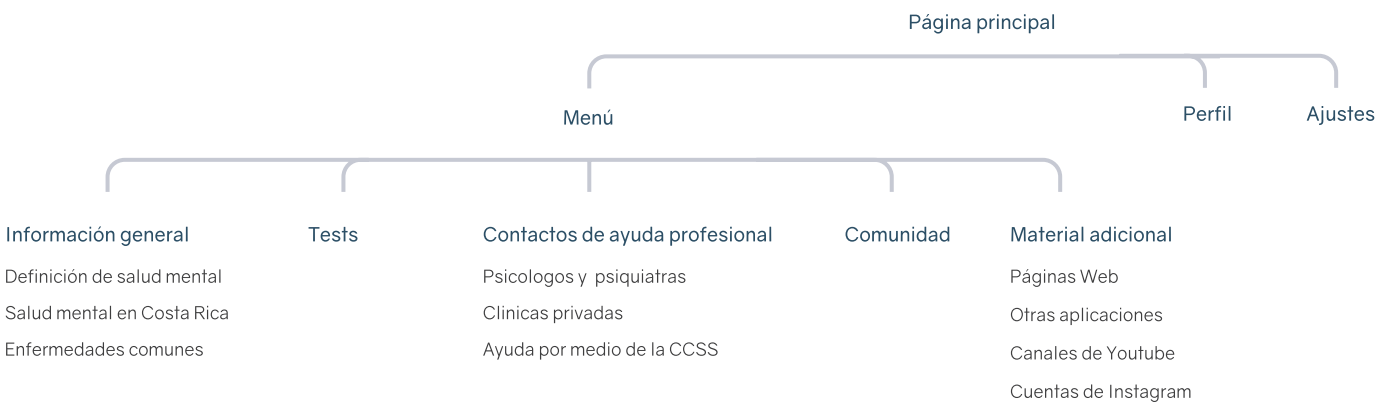 Página principal
Menú
Perfil
Ajustes
Información general
Definición de salud mental
Salud mental en Costa Rica
Enfermedades comunes
Tests
Contactos de ayuda profesional
Psicologos y psiquiatras
Clinicas privadas
Ayuda por medio de la CCSS
Comunidad
Material adicional
Páginas Web
Otras aplicaciones
Canales de Youtube
Cuentas de Instagram